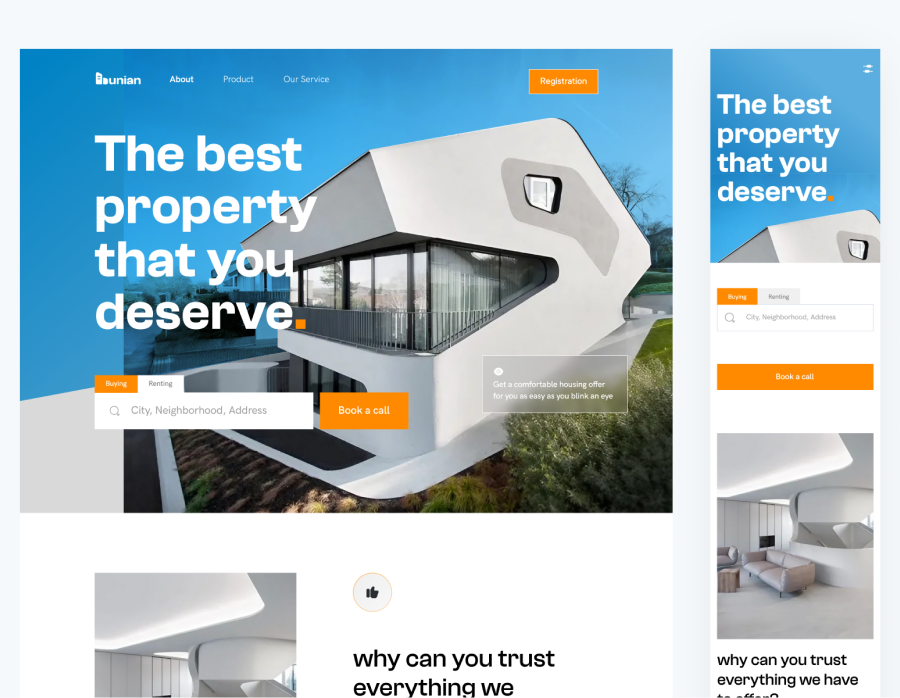 bunian
About
Product
Our Service
Registration
The best
property
that you
deserve.
Get a comfortable housing offer
for you as easy as you blink an eye
Buying
Renting
City, Neighborhood, Address
Book a call
why can you trust
everything we
The best
property
that you
deserve.
Buying
Renting
City, Neighborhood, Address
Book a call
why can you trust
everything we have
to offer?